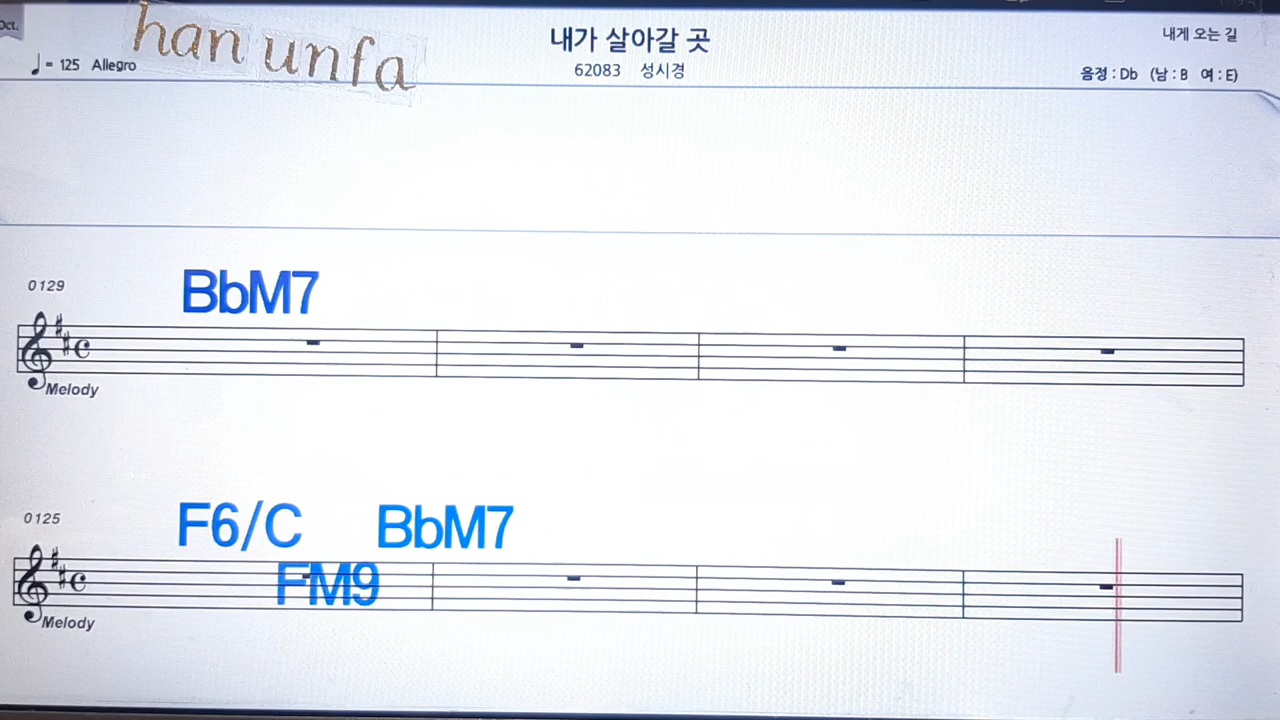 Oct.
han unfa
내가 살아갈 곳
내게 오는 길
♩= 125 Allegro
62083 성시경
음정 : Db (남 : B 여 : E)
0129
BbM7
Melody
0125
F6/C BbM7
FM9
Melody